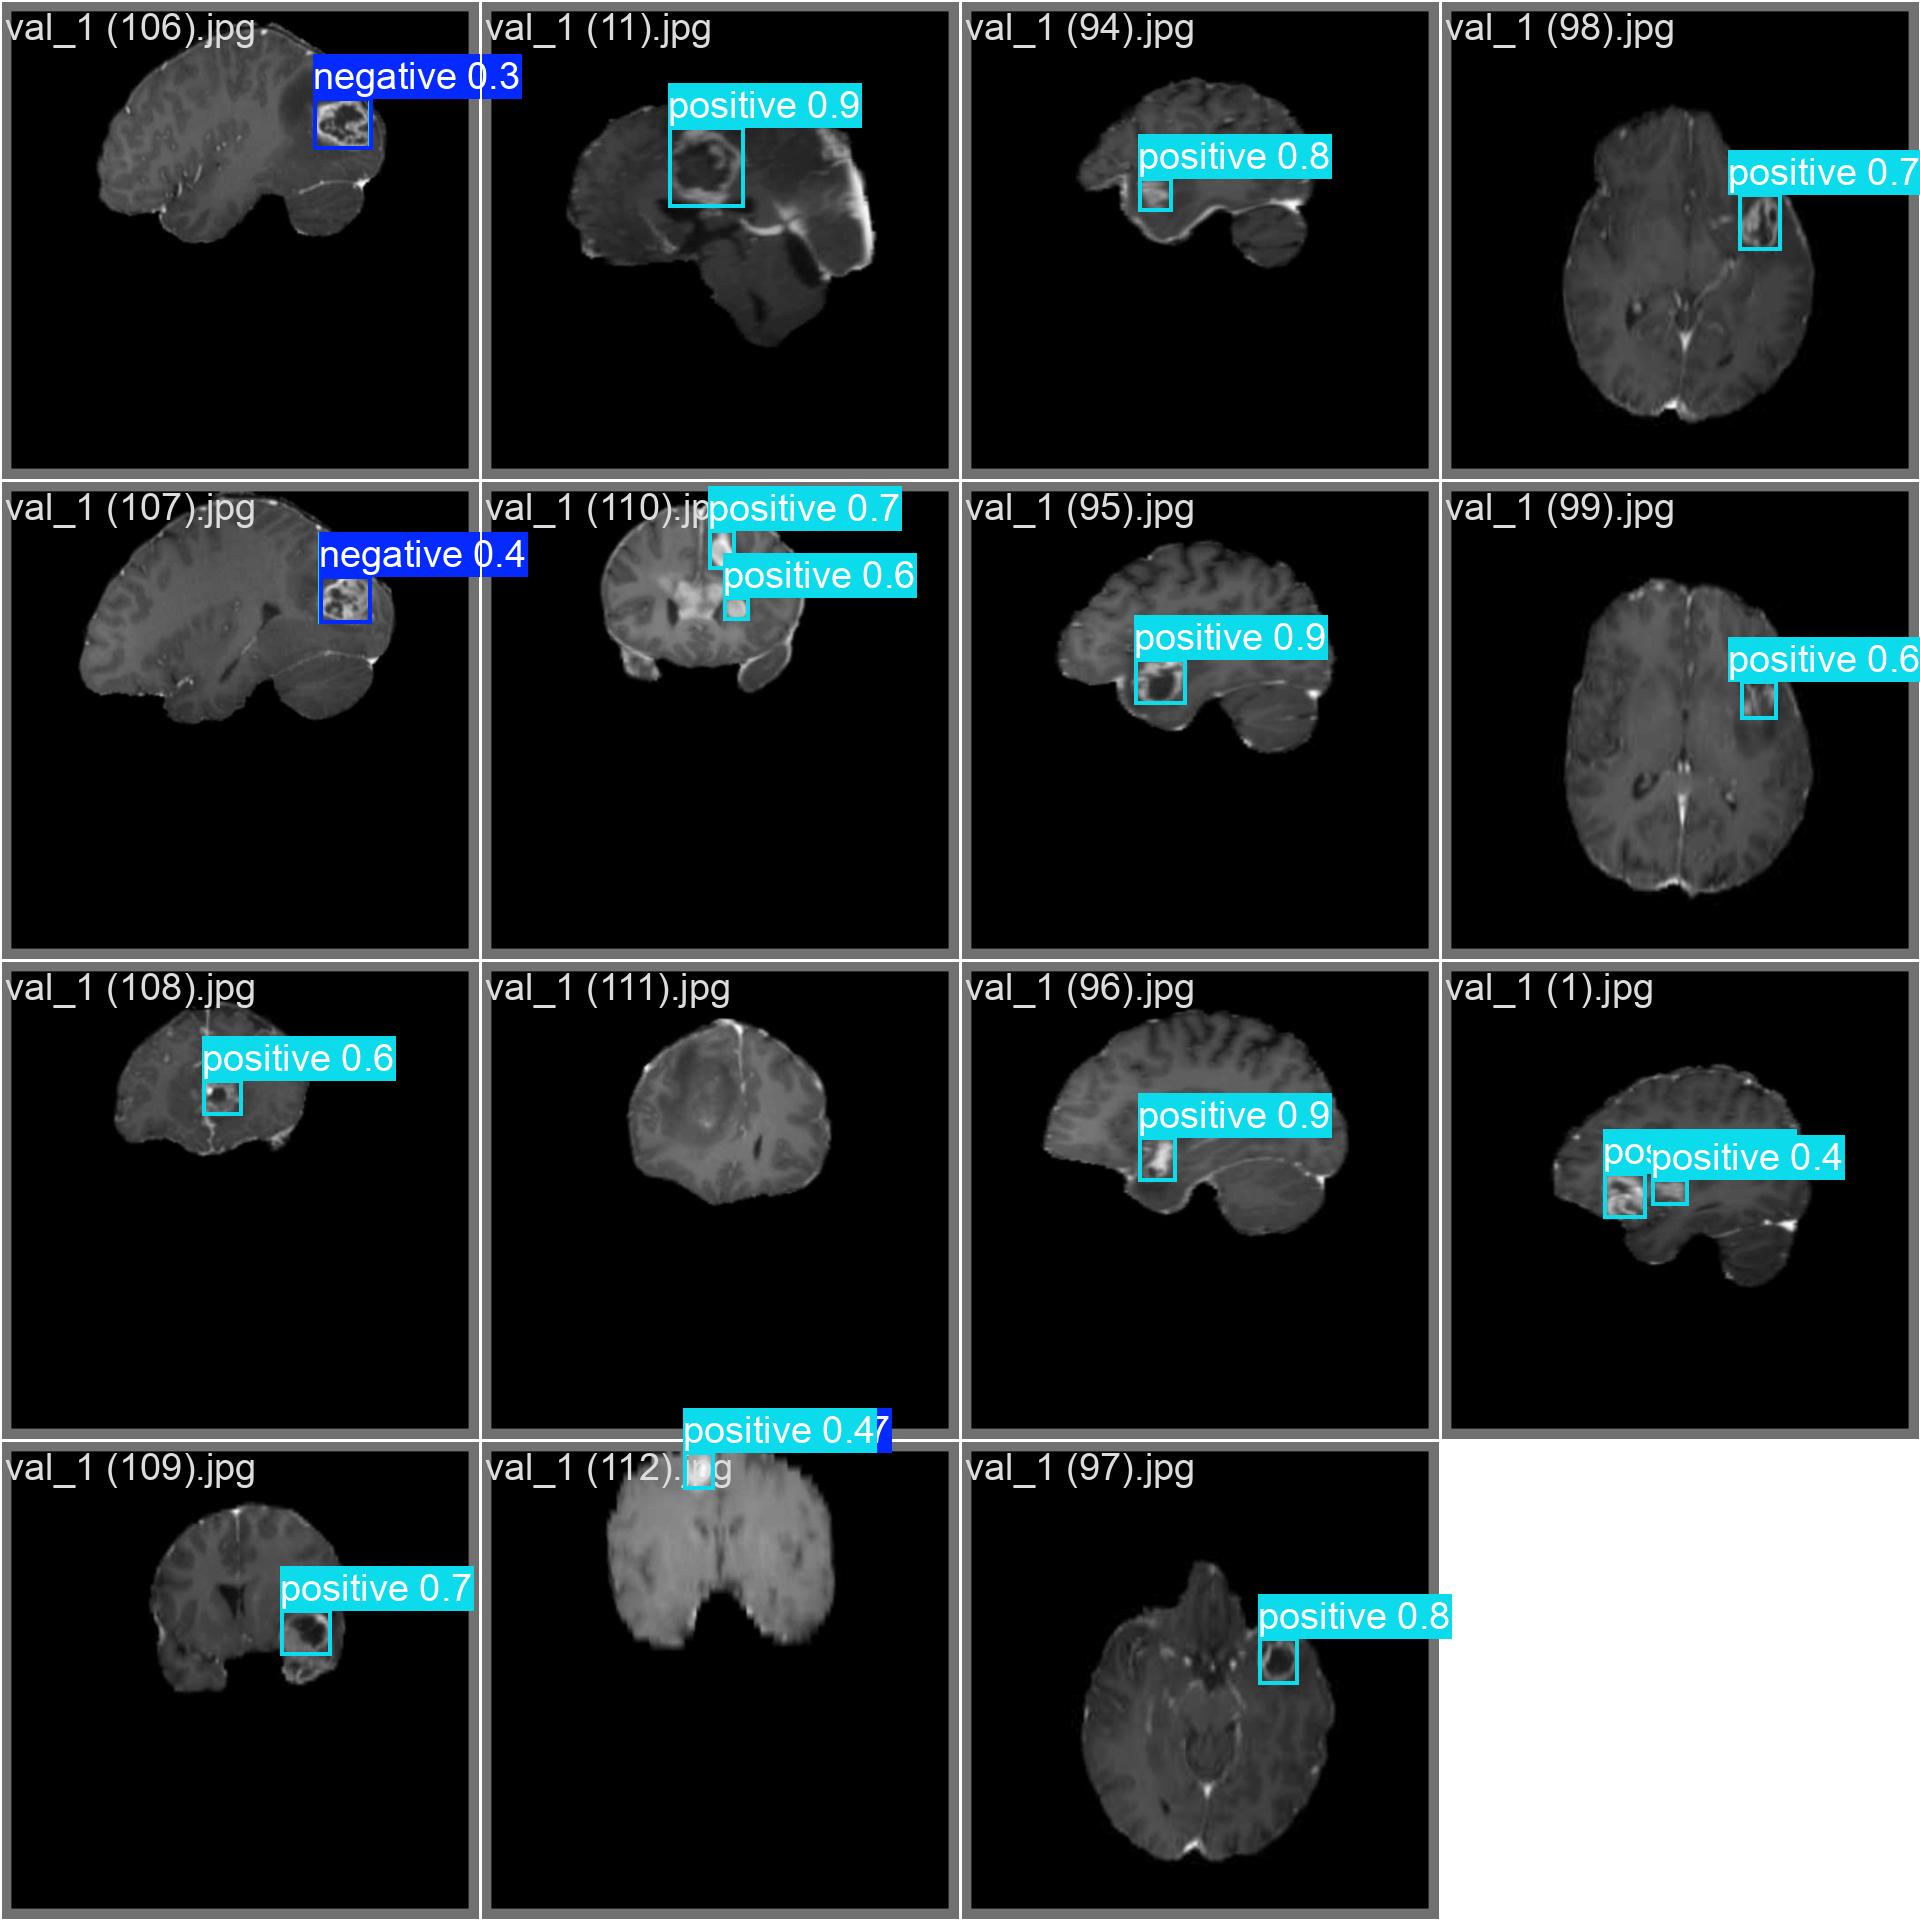 val_1 (106).jpg
negative 0.3
val_1 (11).jpg
positive 0.9
val_1 (94).jpg
positive 0.8
val_1 (98).jpg
positive 0.7
val_1 (107).jpg
negative 0.4
val_1 (110).jp
positive 0.7
positive 0.6
val_1 (95).jpg
positive 0.9
val_1 (99).jpg
positive 0.6
val_1 (108).jpg
positive 0.6
val_1 (111).jpg
val_1 (96).jpg
positive 0.9
val_1 (1).jpg
pos
positive 0.4
val_1 (109).jpg
positive 0.7
val_1 (112).jpg
positive 0.4
val_1 (97).jpg
positive 0.8